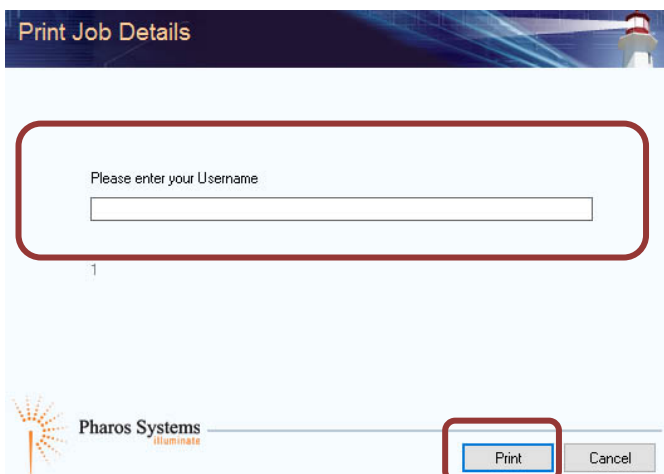 Print Job Details
Please enter your Username
1
Pharos Systems
illuminate
Print Cancel